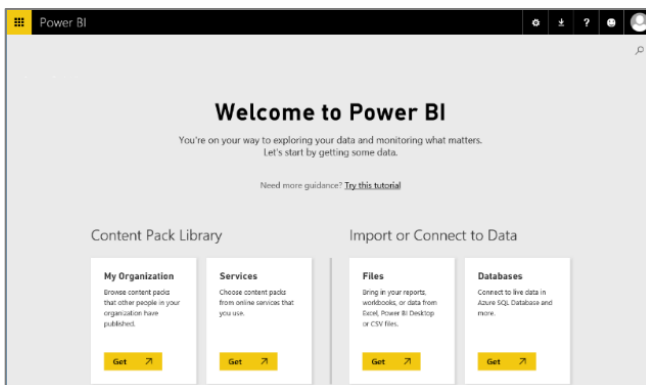 Power BI
?
Welcome to Power BI
You're on your way to exploring your data and monitoring what matters.
Let's start by getting some data.
Need more guidance? Try this tutorial
Content Pack Library
Import or Connect to Data
My Organization
Browse content packs
that other people in your
organization have
published.
Get
Services
Choose content packs
from online services that
you use.
Get
Files
Bring in your reports,
workbooks, or data from
Excel, Power BI Desktop
or CSV files.
Get
Databases
Connect to live data in
Azure SQL Database and
more.
Get